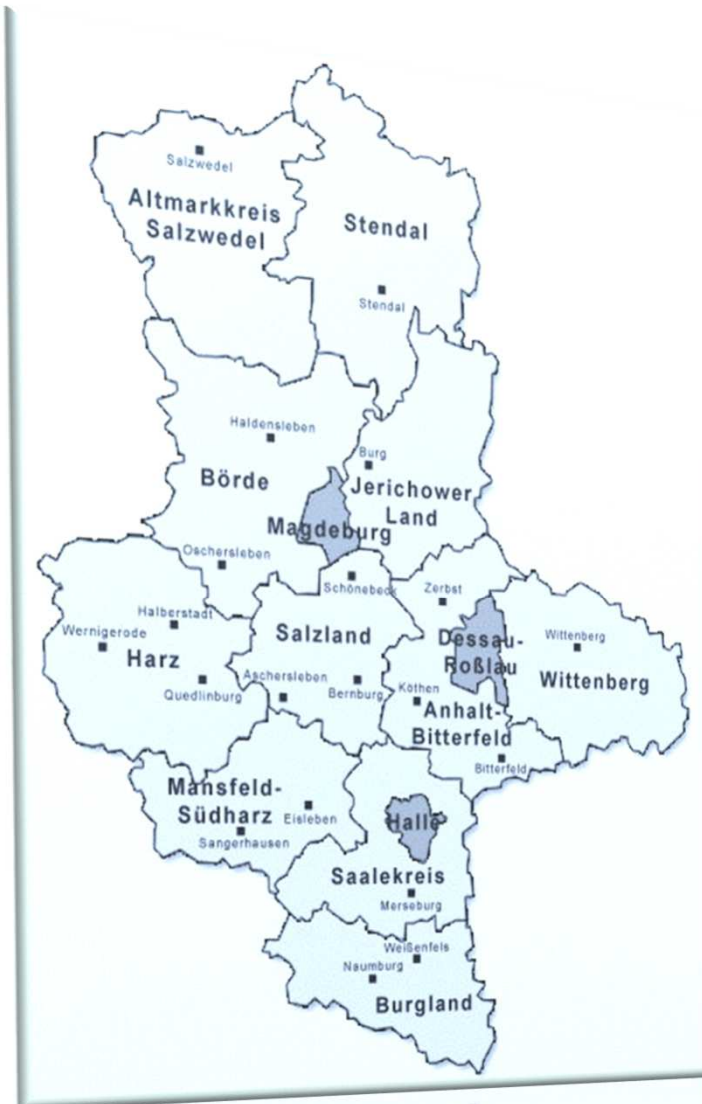 Salzwedel
Altmarkkreis
Salzwedel
Stendal
Stendal
Haldensleben
Burg
Börde
Jerichower
Land
Magdeburg
Oschersleben
Schönebeck
Zerbst
Halberstadt
Wernigerode
Harz
Quedlinburg
Salzland
Aschersleben
Bernburg
Dessau-
Roßlau
Wittenberg
Wittenberg
Köthen
Anhalt-
Bitterfeld
Bitterfeld
Mansfeld-
Südharz
Eisleben
Sangerhausen
Halle
Saalekreis
Merseburg
Weißenfels
Naumburg
Burgland